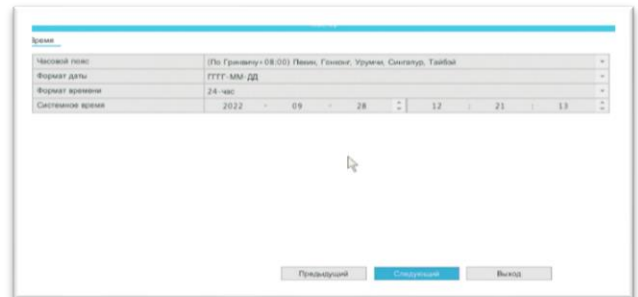 Время
Часовой пояс (По Гринвичу+08:00) Пекин, Гонконг, Урумчи, Сингапур, Тайбэй
Формат даты ГГГГ-ММ-ДД
Формат времени 24-час
Системное время 2022 - 09 - 28 12 : 21 : 13
Предыдущий Следующий Выход